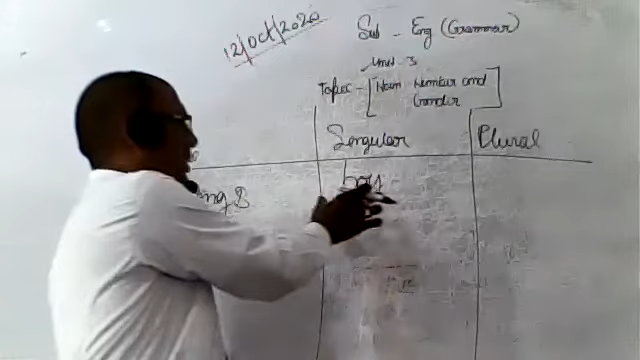 12/Oct/2020
Sub - Eng (Grammar)
Unit 3
Topic - [Noun - Number and
Gender]
Singular
Plural
boy